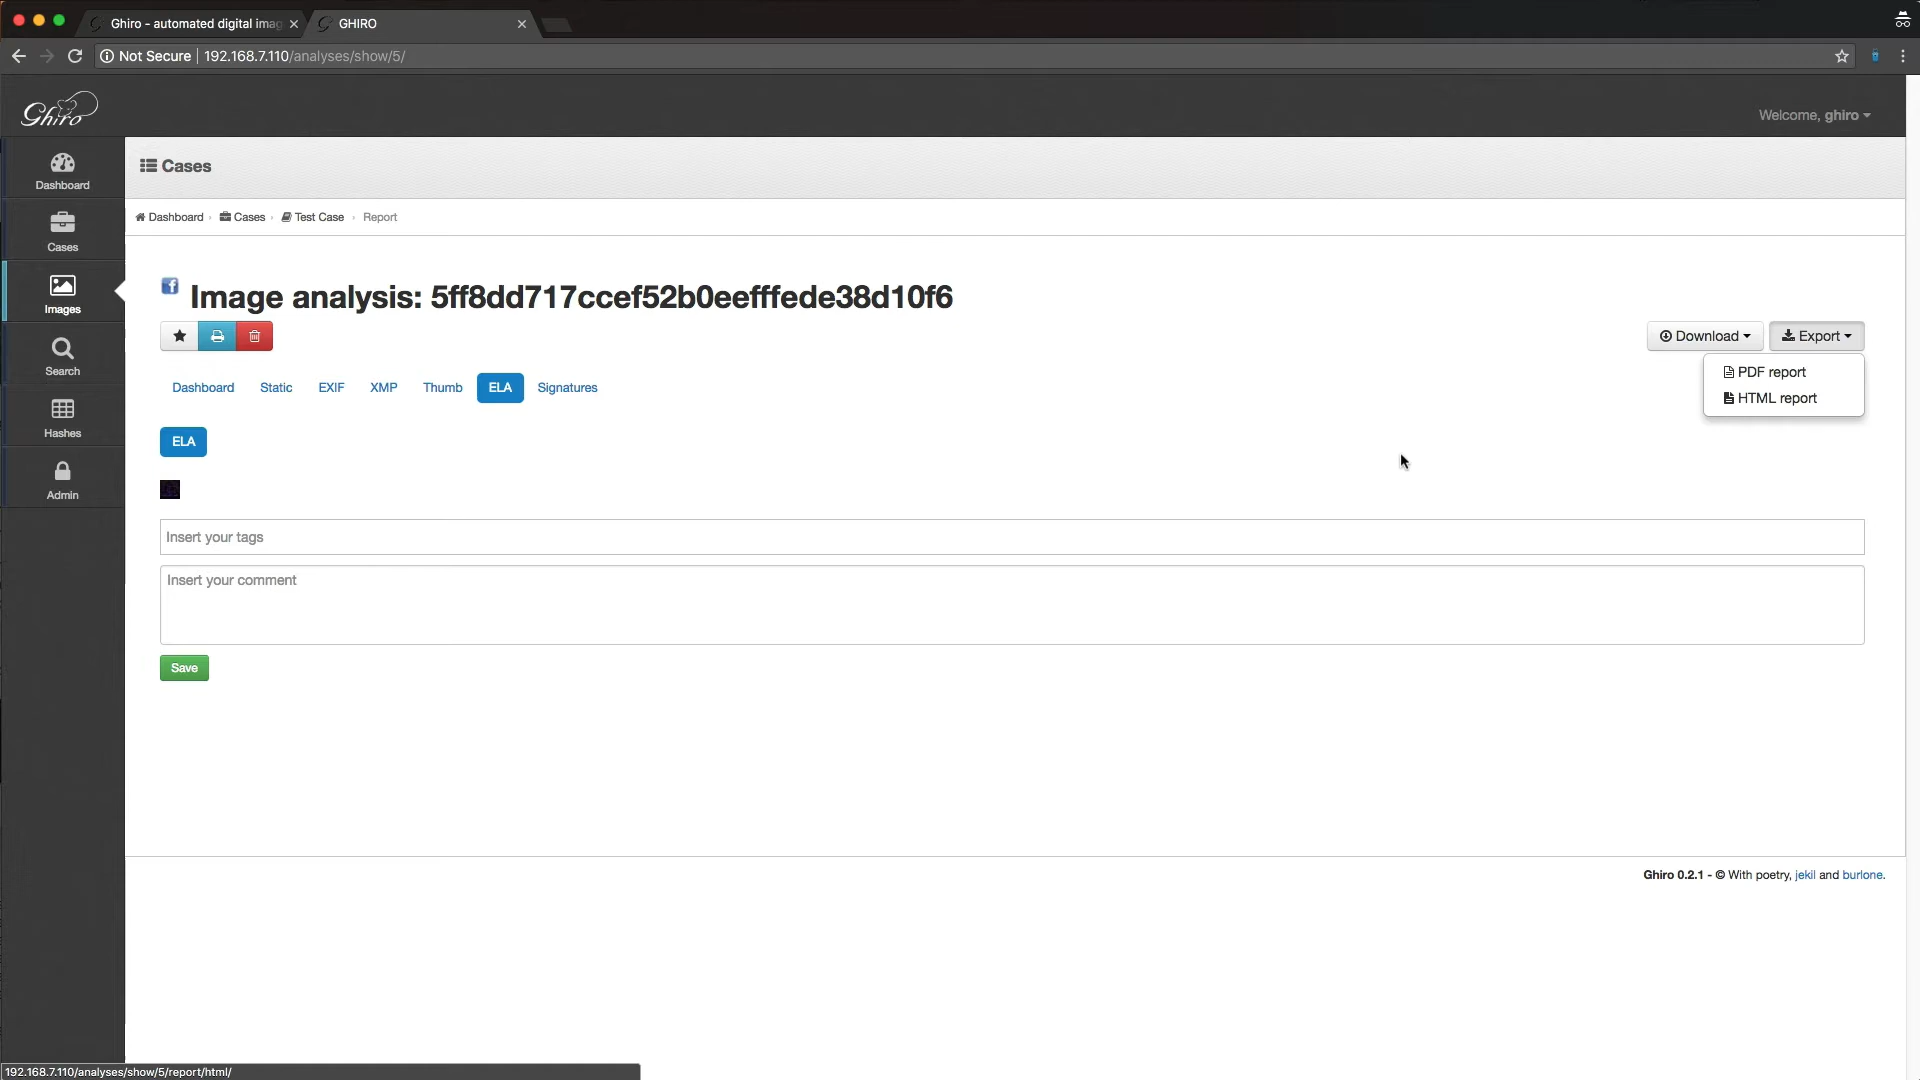 Ghiro - automated digital imag
GHIRO
Not Secure | 192.168.7.110/analyses/show/5/
Ghiro
Welcome, ghiro
Dashboard
Cases
Images
Search
Hashes
Admin
Cases
Dashboard
Cases
Test Case
Report
Image analysis: 5ff8dd717ccef52b0eefffede38d10f6
Download
Export
PDF report
HTML report
Dashboard
Static
EXIF
XMP
Thumb
ELA
Signatures
ELA
Insert your tags
Insert your comment
Save
Ghiro 0.2.1 - © With poetry, jekil and burlone.
192.168.7.110/analyses/show/5/report/html/